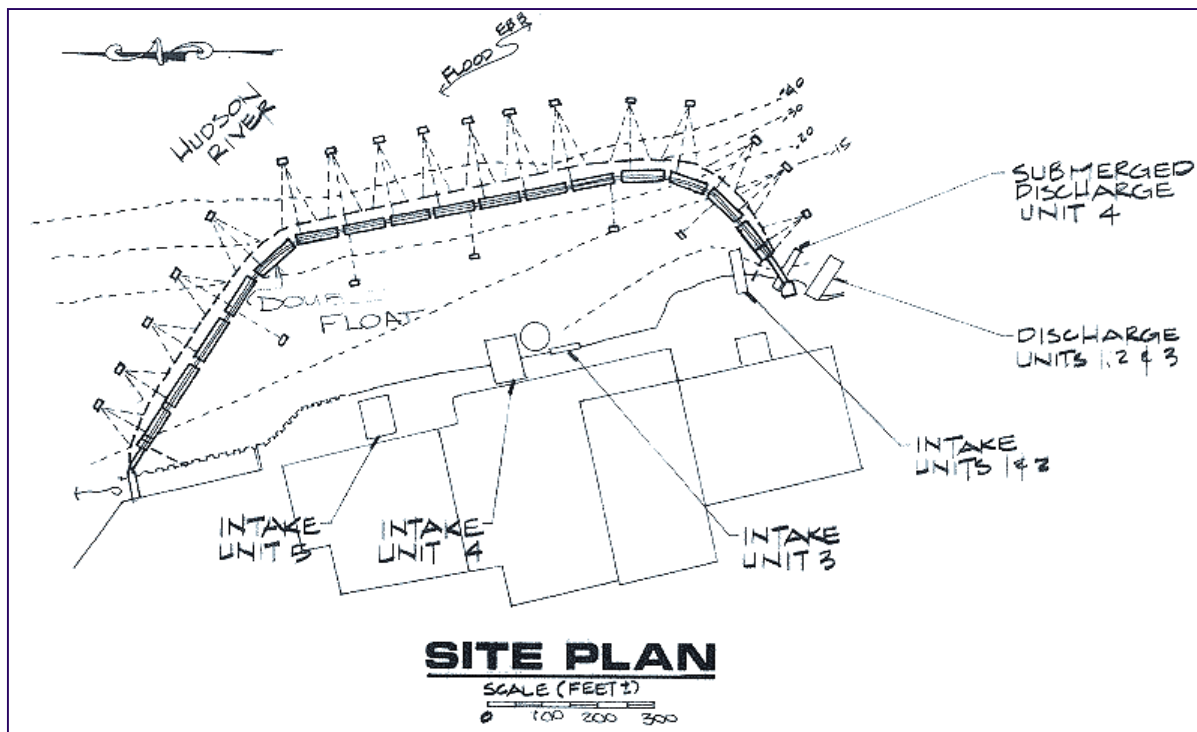 EBB
FLOOD
HUDSON
RIVER
40
30
20
15
SUBMERGED
DISCHARGE
UNIT 4
DOUBLE
FLOAT
DISCHARGE
UNITS 1, 2 & 3
INTAKE
UNITS 1 & 2
INTAKE
UNIT 5
INTAKE
UNIT 4
INTAKE
UNIT 3
SITE PLAN
SCALE (FEET ±)
0 100 200 300